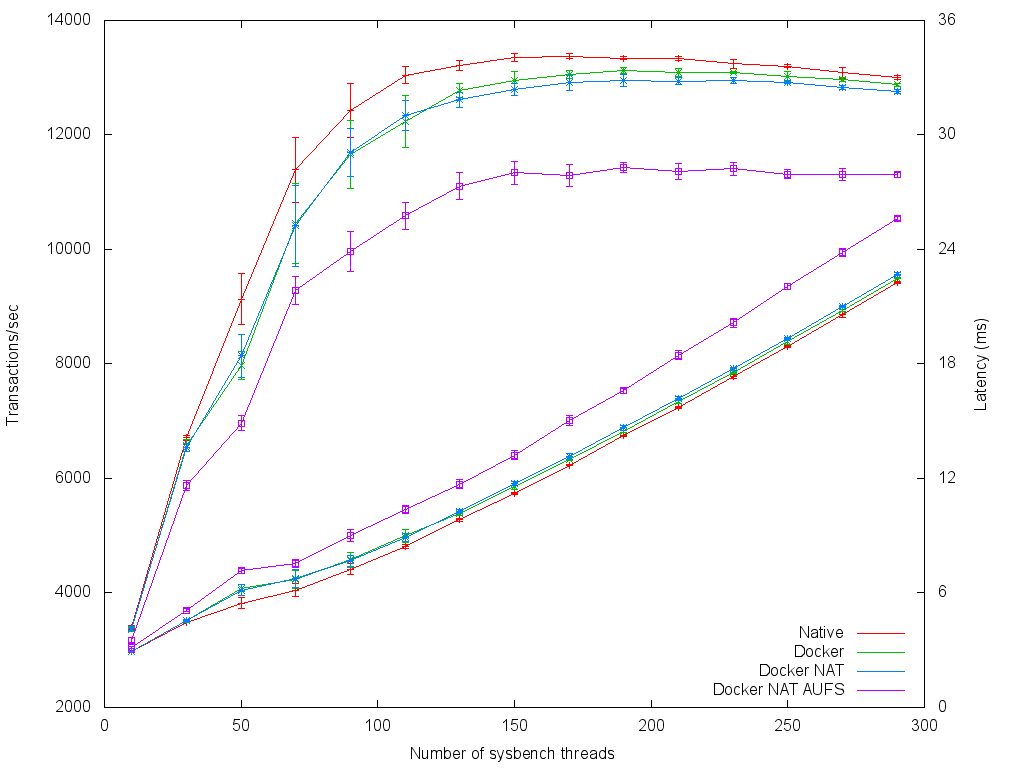 14000
12000
10000
8000
6000
4000
2000
Transactions/sec
36
30
24
18
12
6
0
Latency (ms)
Native
Docker
Docker NAT
Docker NAT AUFS
0 50 100 150 200 250 300
Number of sysbench threads